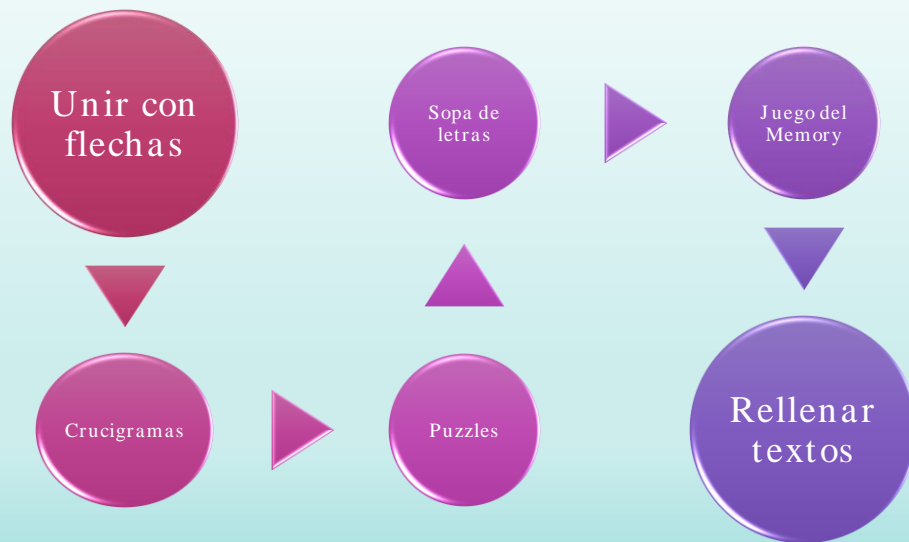 Unir con
flechas
Crucigramas
Puzzles
Sopa de
letras
Juego del
Memory
Rellenar
textos